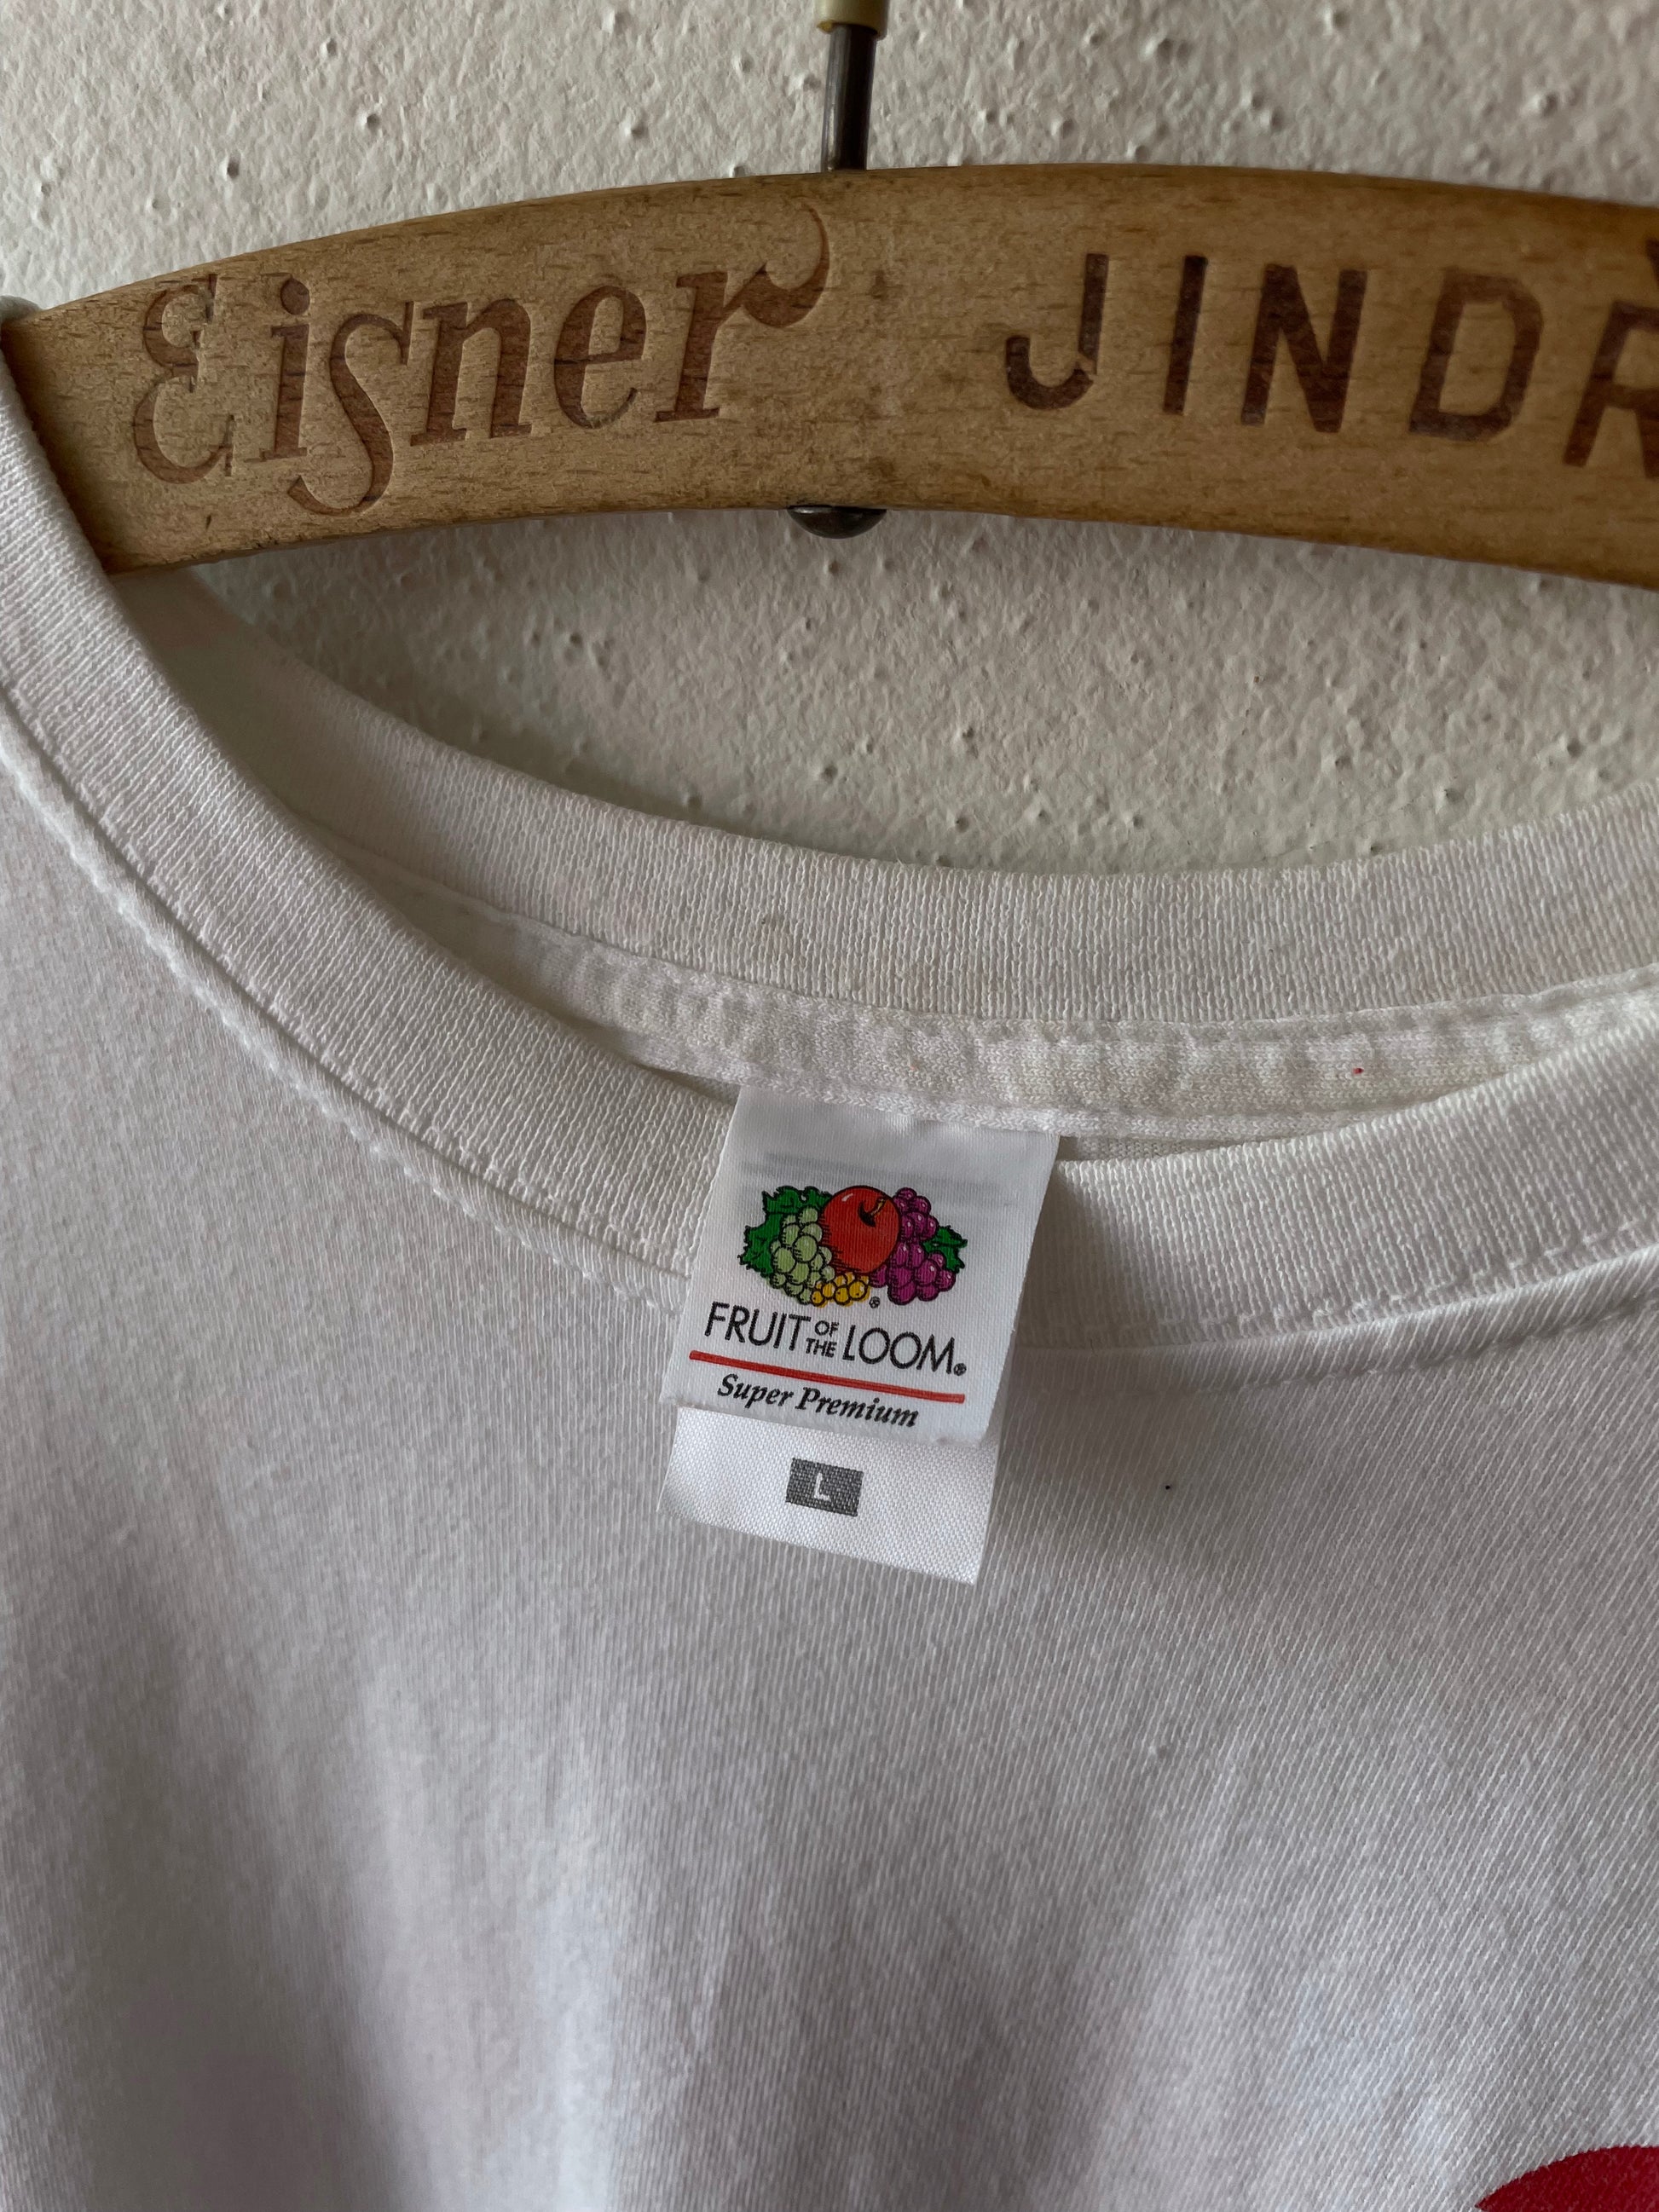 Eisner JINDŘ
FRUIT OF THE LOOM®
Super Premium
L